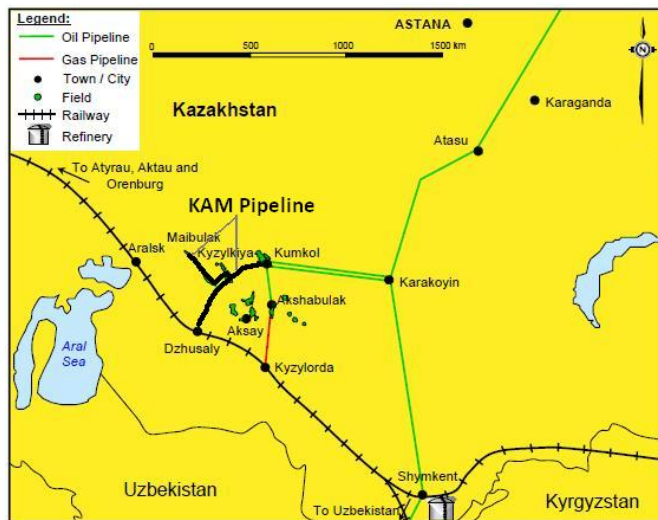 Legend:
Oil Pipeline
Gas Pipeline
Town / City
Field
Railway
Refinery
ASTANA
0 500 1000 1500 km
N
Kazakhstan
Karaganda
Atasu
To Atyrau, Aktau and
Orenburg
KAM Pipeline
Maibulak
Kyzylkiya
Kumkol
Aralsk
Karakoyin
Akshabulak
Aksay
Dzhusaly
Aral
Sea
Kyzylorda
Shymkent
Uzbekistan
To Uzbekistan
Kyrgyzstan